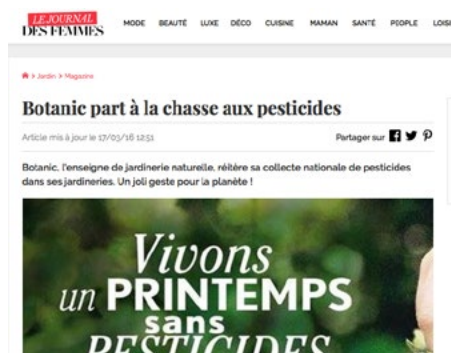 LE JOURNAL
DES FEMMES
MODE BEAUTÉ LUXE DÉCO CUISINE MAMAN SANTÉ PEOPLE LOISI
> Jardin > Magazine
Botanic part à la chasse aux pesticides
Article mis à jour le 17/03/16 12:51
Partager sur
Botanic, l'enseigne de jardinerie naturelle, réitère sa collecte nationale de pesticides
dans ses jardineries. Un joli geste pour la planète !
Vivons
un PRINTEMPS
sans
PESTICIDES